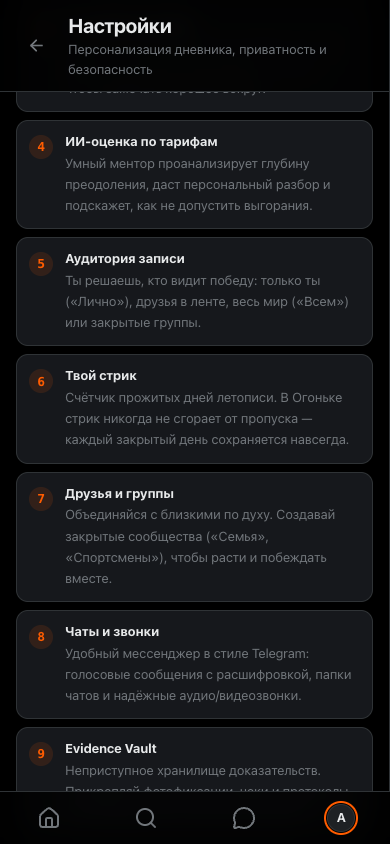 Настройки
Персонализация дневника, приватность и
безопасность
4
ИИ-оценка по тарифам
Умный ментор проанализирует глубину
преодоления, даст персональный разбор и
подскажет, как не допустить выгорания.
5
Аудитория записи
Ты решаешь, кто видит победу: только ты
(«Лично»), друзья в ленте, весь мир («Всем»)
или закрытые группы.
6
Твой стрик
Счётчик прожитых дней летописи. В Огоньке
стрик никогда не сгорает от пропуска —
каждый закрытый день сохраняется навсегда.
7
Друзья и группы
Объединяйся с близкими по духу. Создавай
закрытые сообщества («Семья»,
«Спортсмены»), чтобы расти и побеждать
вместе.
8
Чаты и звонки
Удобный мессенджер в стиле Telegram:
голосовые сообщения с расшифровкой, папки
чатов и надёжные аудио/видеозвонки.
9
Evidence Vault
Неприступное хранилище доказательств.
A